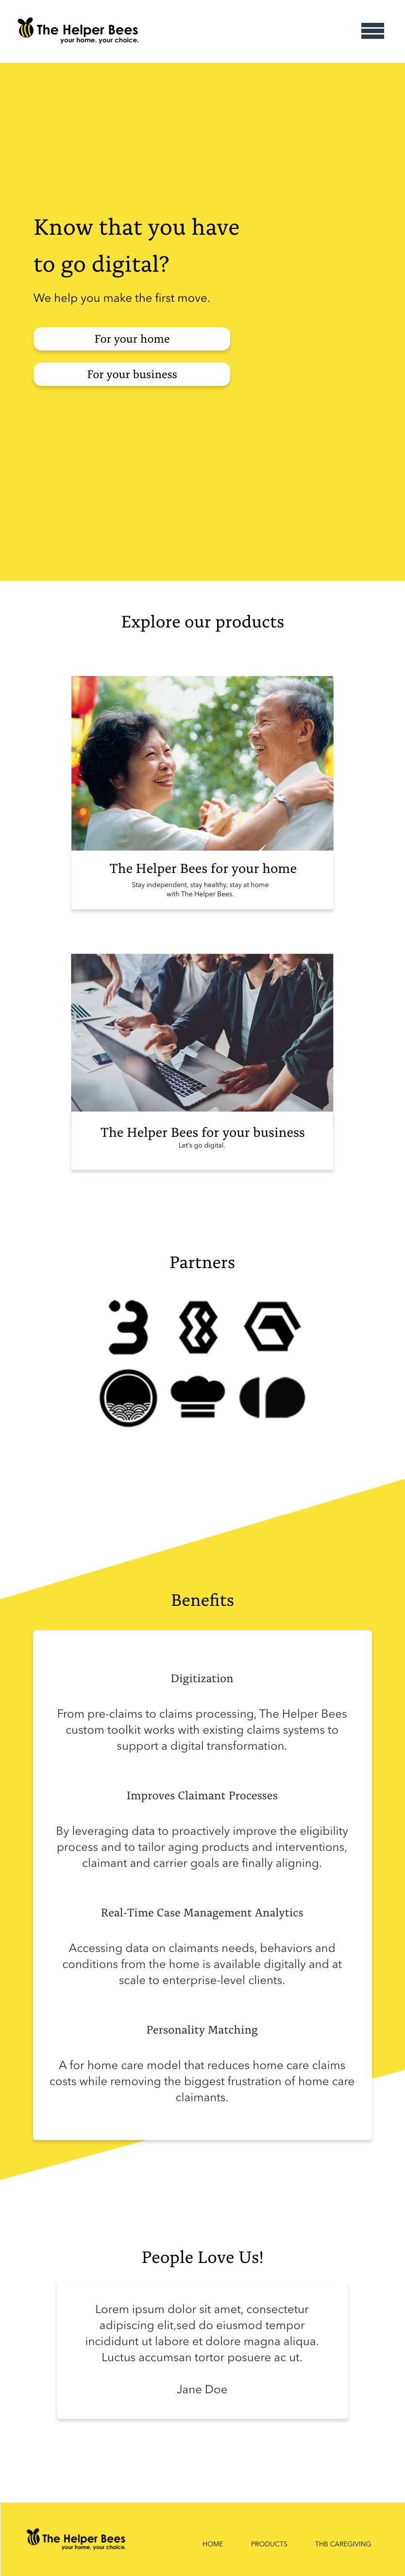 The Helper Bees
your home. your choice.
Know that you have
to go digital?
We help you make the first move.
For your home
For your business
Explore our products
The Helper Bees for your home
Stay independent, stay healthy, stay at home
with The Helper Bees.
The Helper Bees for your business
Let's go digital.
Partners
Benefits
Digitization
From pre-claims to claims processing, The Helper Bees
custom toolkit works with existing claims systems to
support a digital transformation.
Improves Claimant Processes
By leveraging data to proactively improve the eligibility
process and to tailor aging products and interventions,
claimant and carrier goals are finally aligning.
Real-Time Case Management Analytics
Accessing data on claimants needs, behaviors and
conditions from the home is available digitally and at
scale to enterprise-level clients.
Personality Matching
A for home care model that reduces home care claims
costs while removing the biggest frustration of home care
claimants.
People Love Us!
Lorem ipsum dolor sit amet, consectetur
adipiscing elit,sed do eiusmod tempor
incididunt ut labore et dolore magna aliqua.
Luctus accumsan tortor posuere ac ut.
Jane Doe
The Helper Bees
your home. your choice.
HOME PRODUCTS THB CAREGIVING